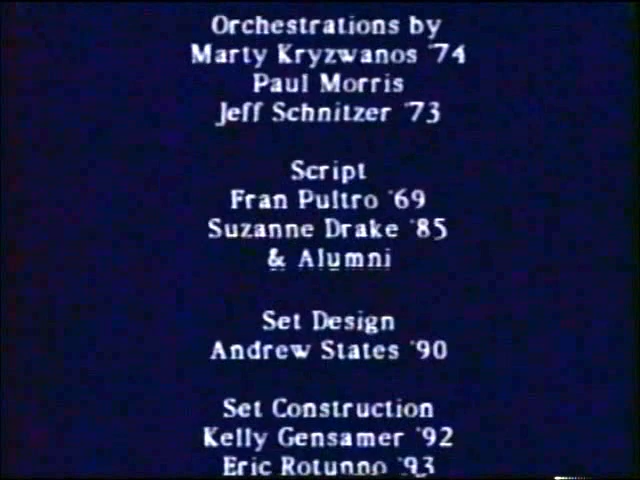 Orchestrations by
Marty Kryzwanos '74
Paul Morris
Jeff Schnitzer '73
Script
Fran Pultro '69
Suzanne Drake '85
& Alumni
Set Design
Andrew States '90
Set Construction
Kelly Gensamer '92
Eric Rotunno '93